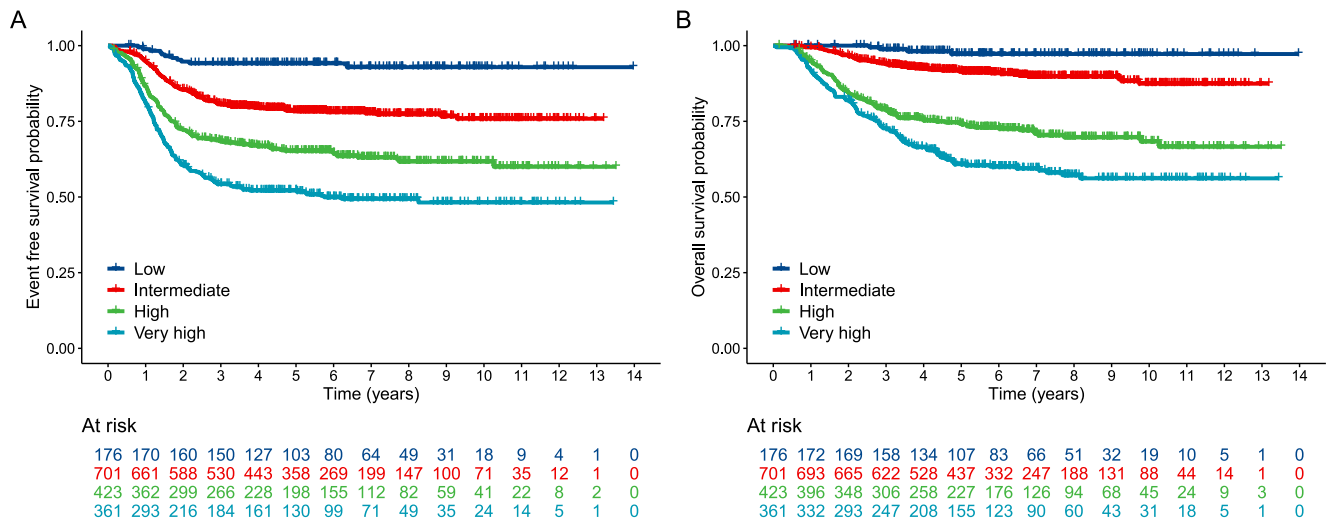 A
Event free survival probability
1.00
0.75
0.50
0.25
0.00
Low
Intermediate
High
Very high
0 1 2 3 4 5 6 7 8 9 10 11 12 13 14
Time (years)
At risk
176 170 160 150 127 103 80 64 49 31 18 9 4 1 0
701 661 588 530 443 358 269 199 147 100 71 35 12 1 0
423 362 299 266 228 198 155 112 82 59 41 22 8 2 0
361 293 216 184 161 130 99 71 49 35 24 14 5 1 0
B
Overall survival probability
1.00
0.75
0.50
0.25
0.00
Low
Intermediate
High
Very high
0 1 2 3 4 5 6 7 8 9 10 11 12 13 14
Time (years)
At risk
176 172 169 158 134 107 83 66 51 32 19 10 5 1 0
701 693 665 622 528 437 332 247 188 131 88 44 14 1 0
423 396 348 306 258 227 176 126 94 68 45 24 9 3 0
361 332 293 247 208 155 123 90 60 43 31 18 5 1 0